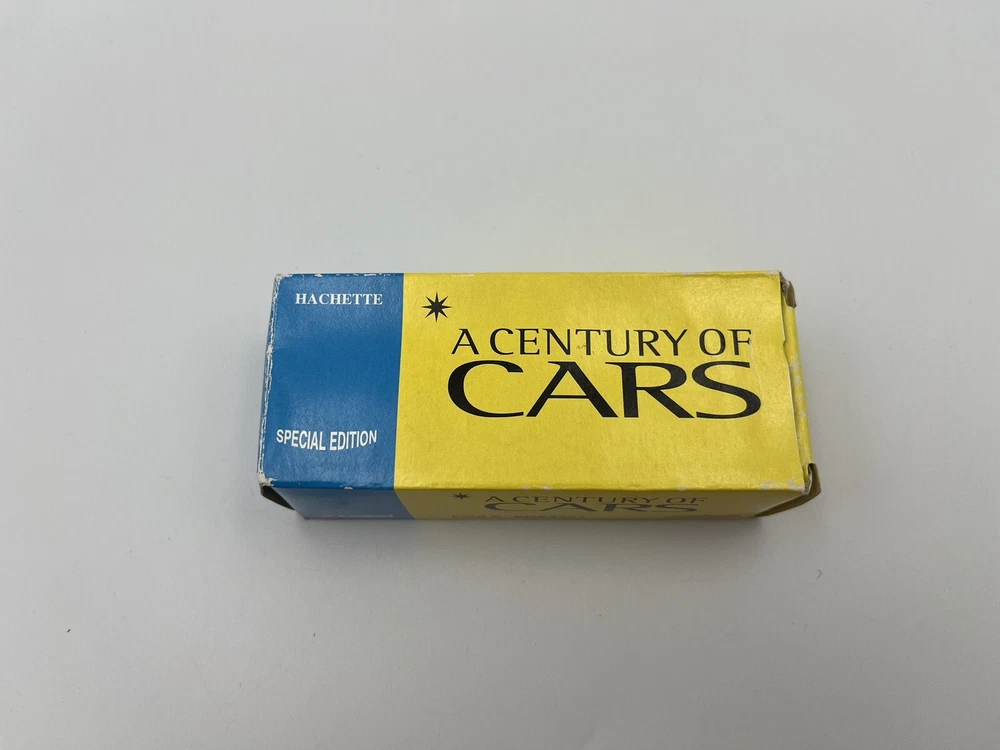 HACHETTE
SPECIAL EDITION
A CENTURY OF
CARS
A CENTURY OF
CARS